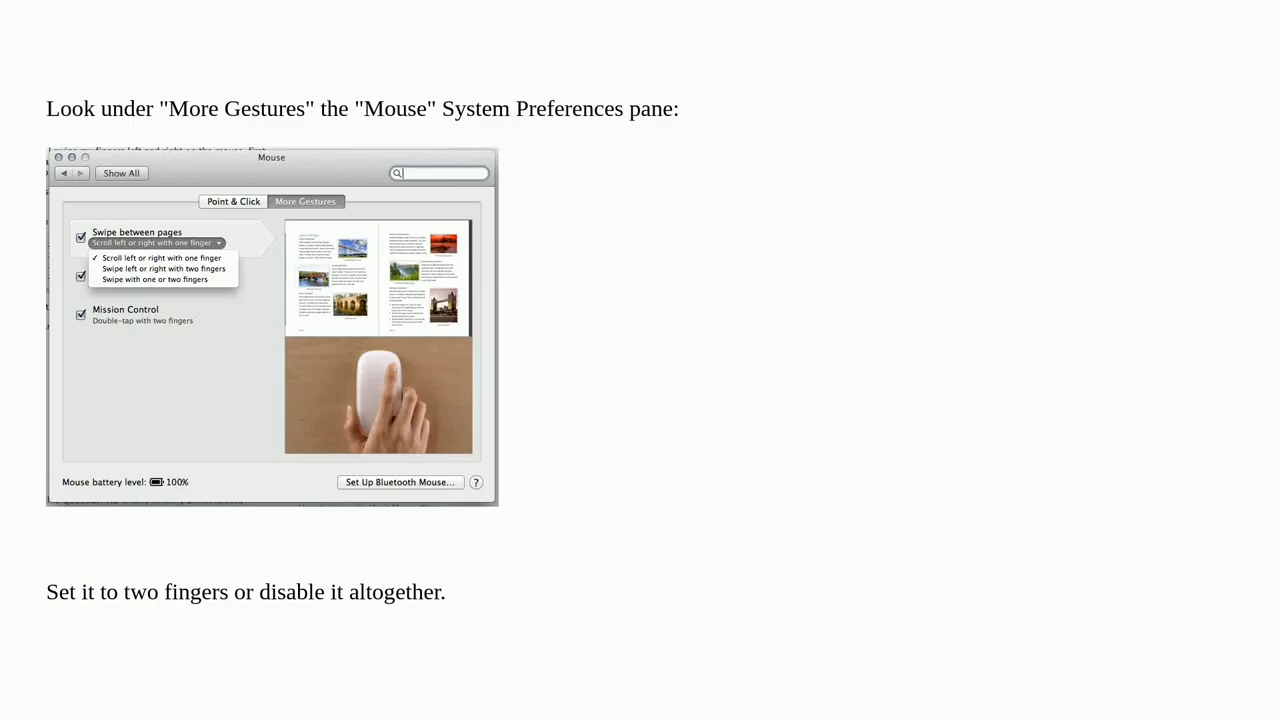 Look under "More Gestures" the "Mouse" System Preferences pane:
Mouse
Show All
Point & Click
More Gestures
Swipe between pages
Scroll left or right with one finger
✓ Scroll left or right with one finger
Swipe left or right with two fingers
Swipe with one or two fingers
Mission Control
Double-tap with two fingers
Mouse battery level: 100%
Set Up Bluetooth Mouse...
?
Set it to two fingers or disable it altogether.